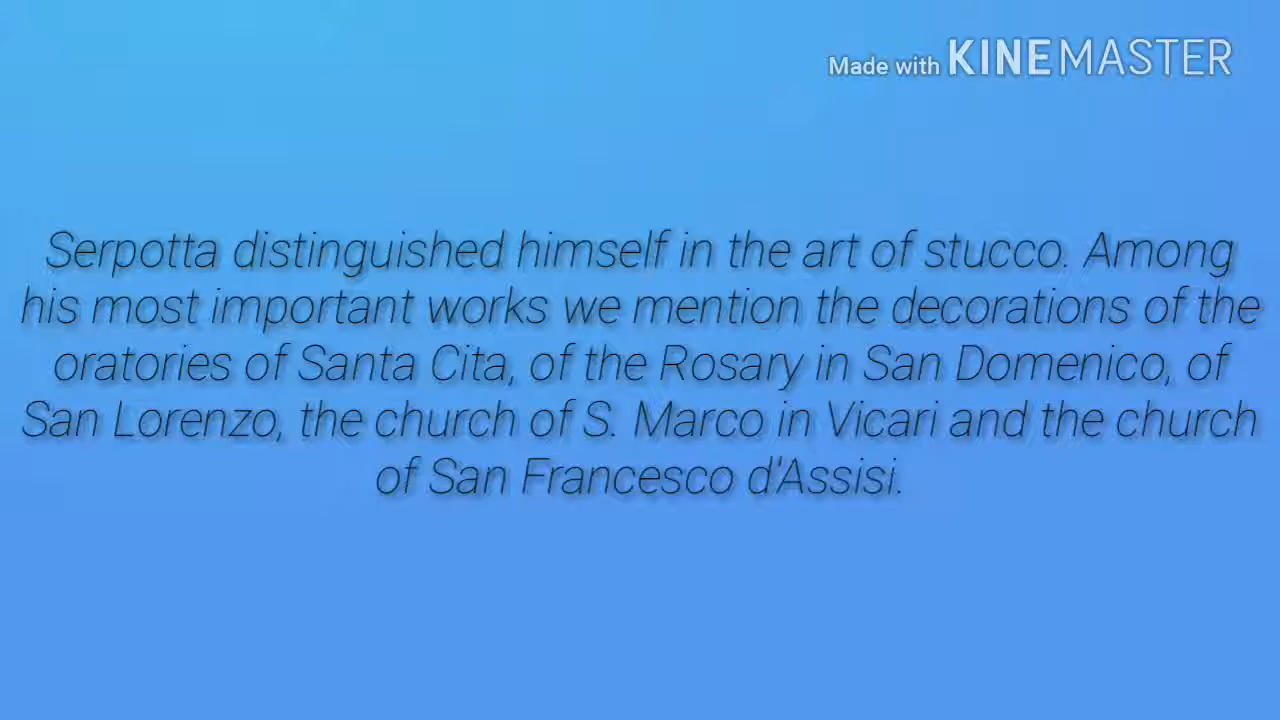 Made with KINEMASTER
Serpotta distinguished himself in the art of stucco. Among
his most important works we mention the decorations of the
oratories of Santa Cita, of the Rosary in San Domenico, of
San Lorenzo, the church of S. Marco in Vicari and the church
of San Francesco d'Assisi.